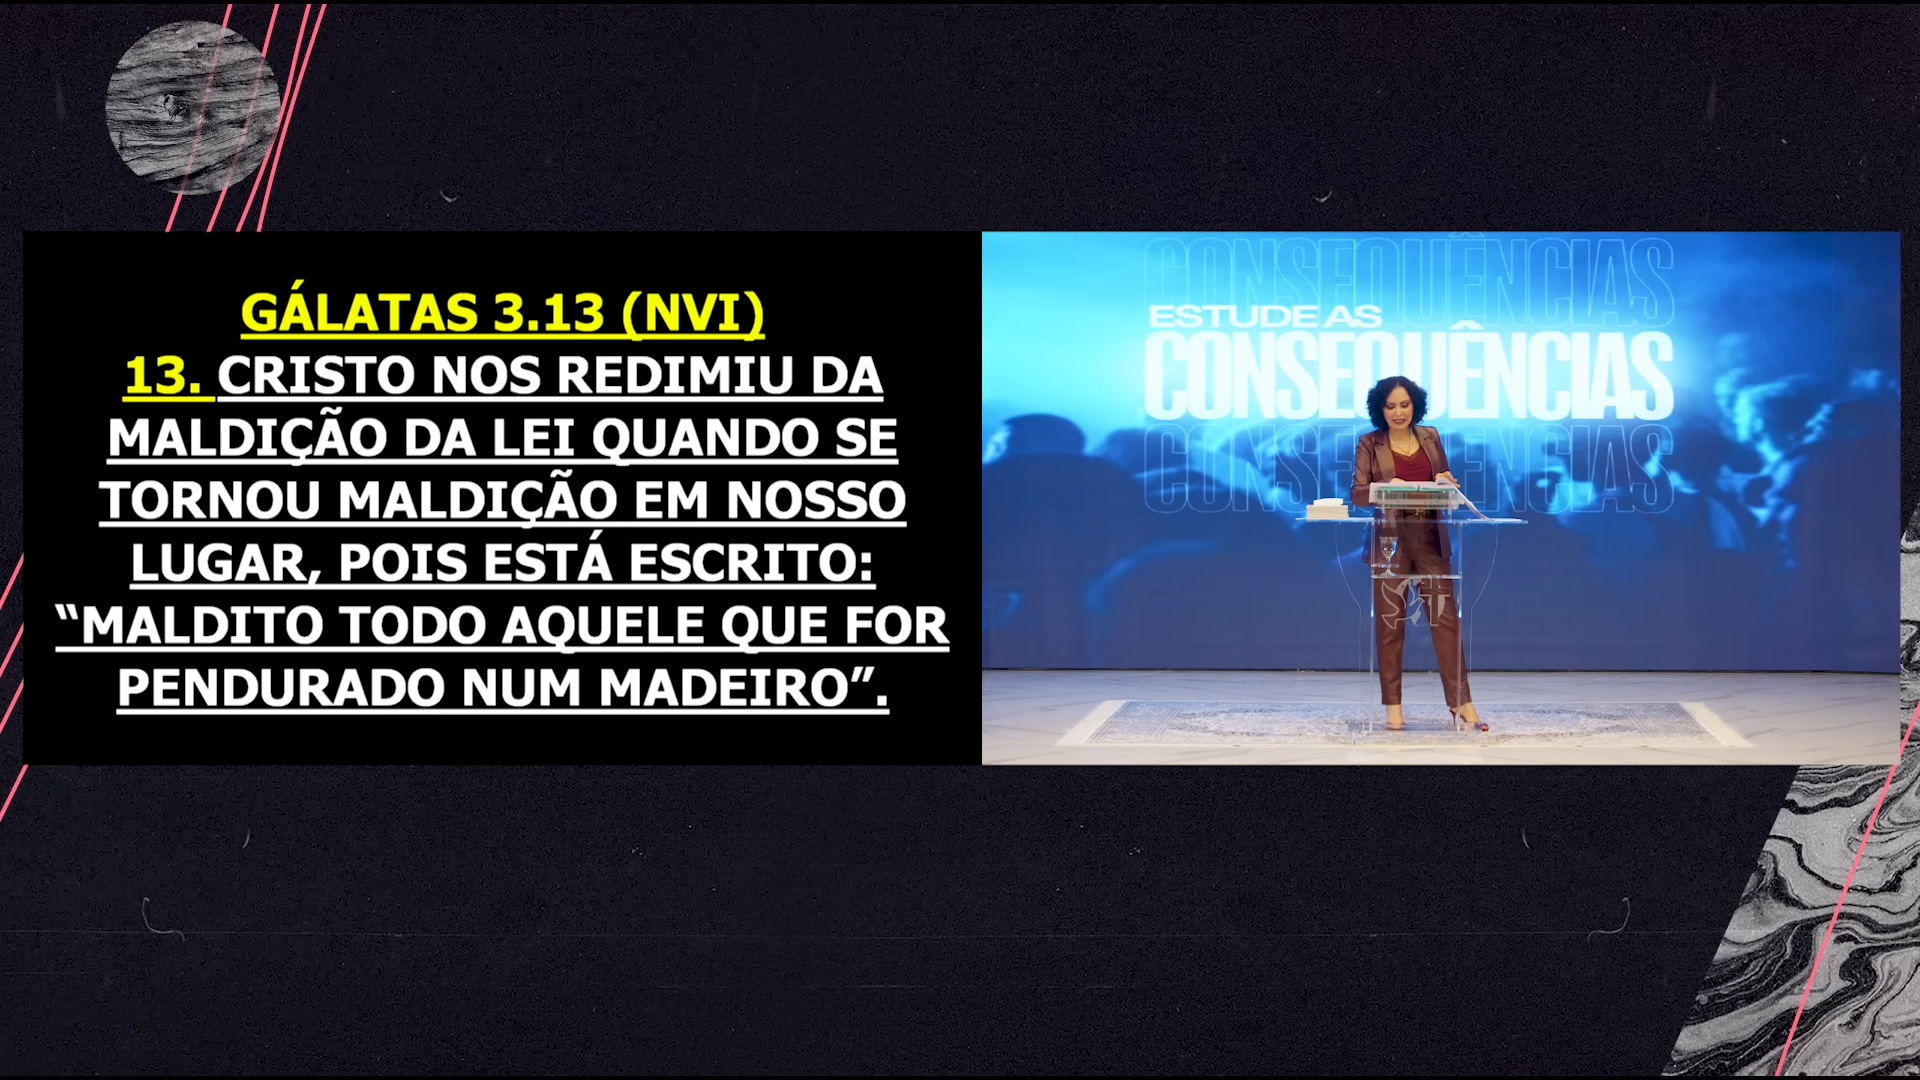 GÁLATAS 3.13 (NVI)
13. CRISTO NOS REDIMIU DA
MALDIÇÃO DA LEI QUANDO SE
TORNOU MALDIÇÃO EM NOSSO
LUGAR, POIS ESTÁ ESCRITO:
“MALDITO TODO AQUELE QUE FOR
PENDURADO NUM MADEIRO”.
CONSEQUÊNCIAS
ESTUDE AS
CONSEQUÊNCIAS
CONSEQUÊNCIAS